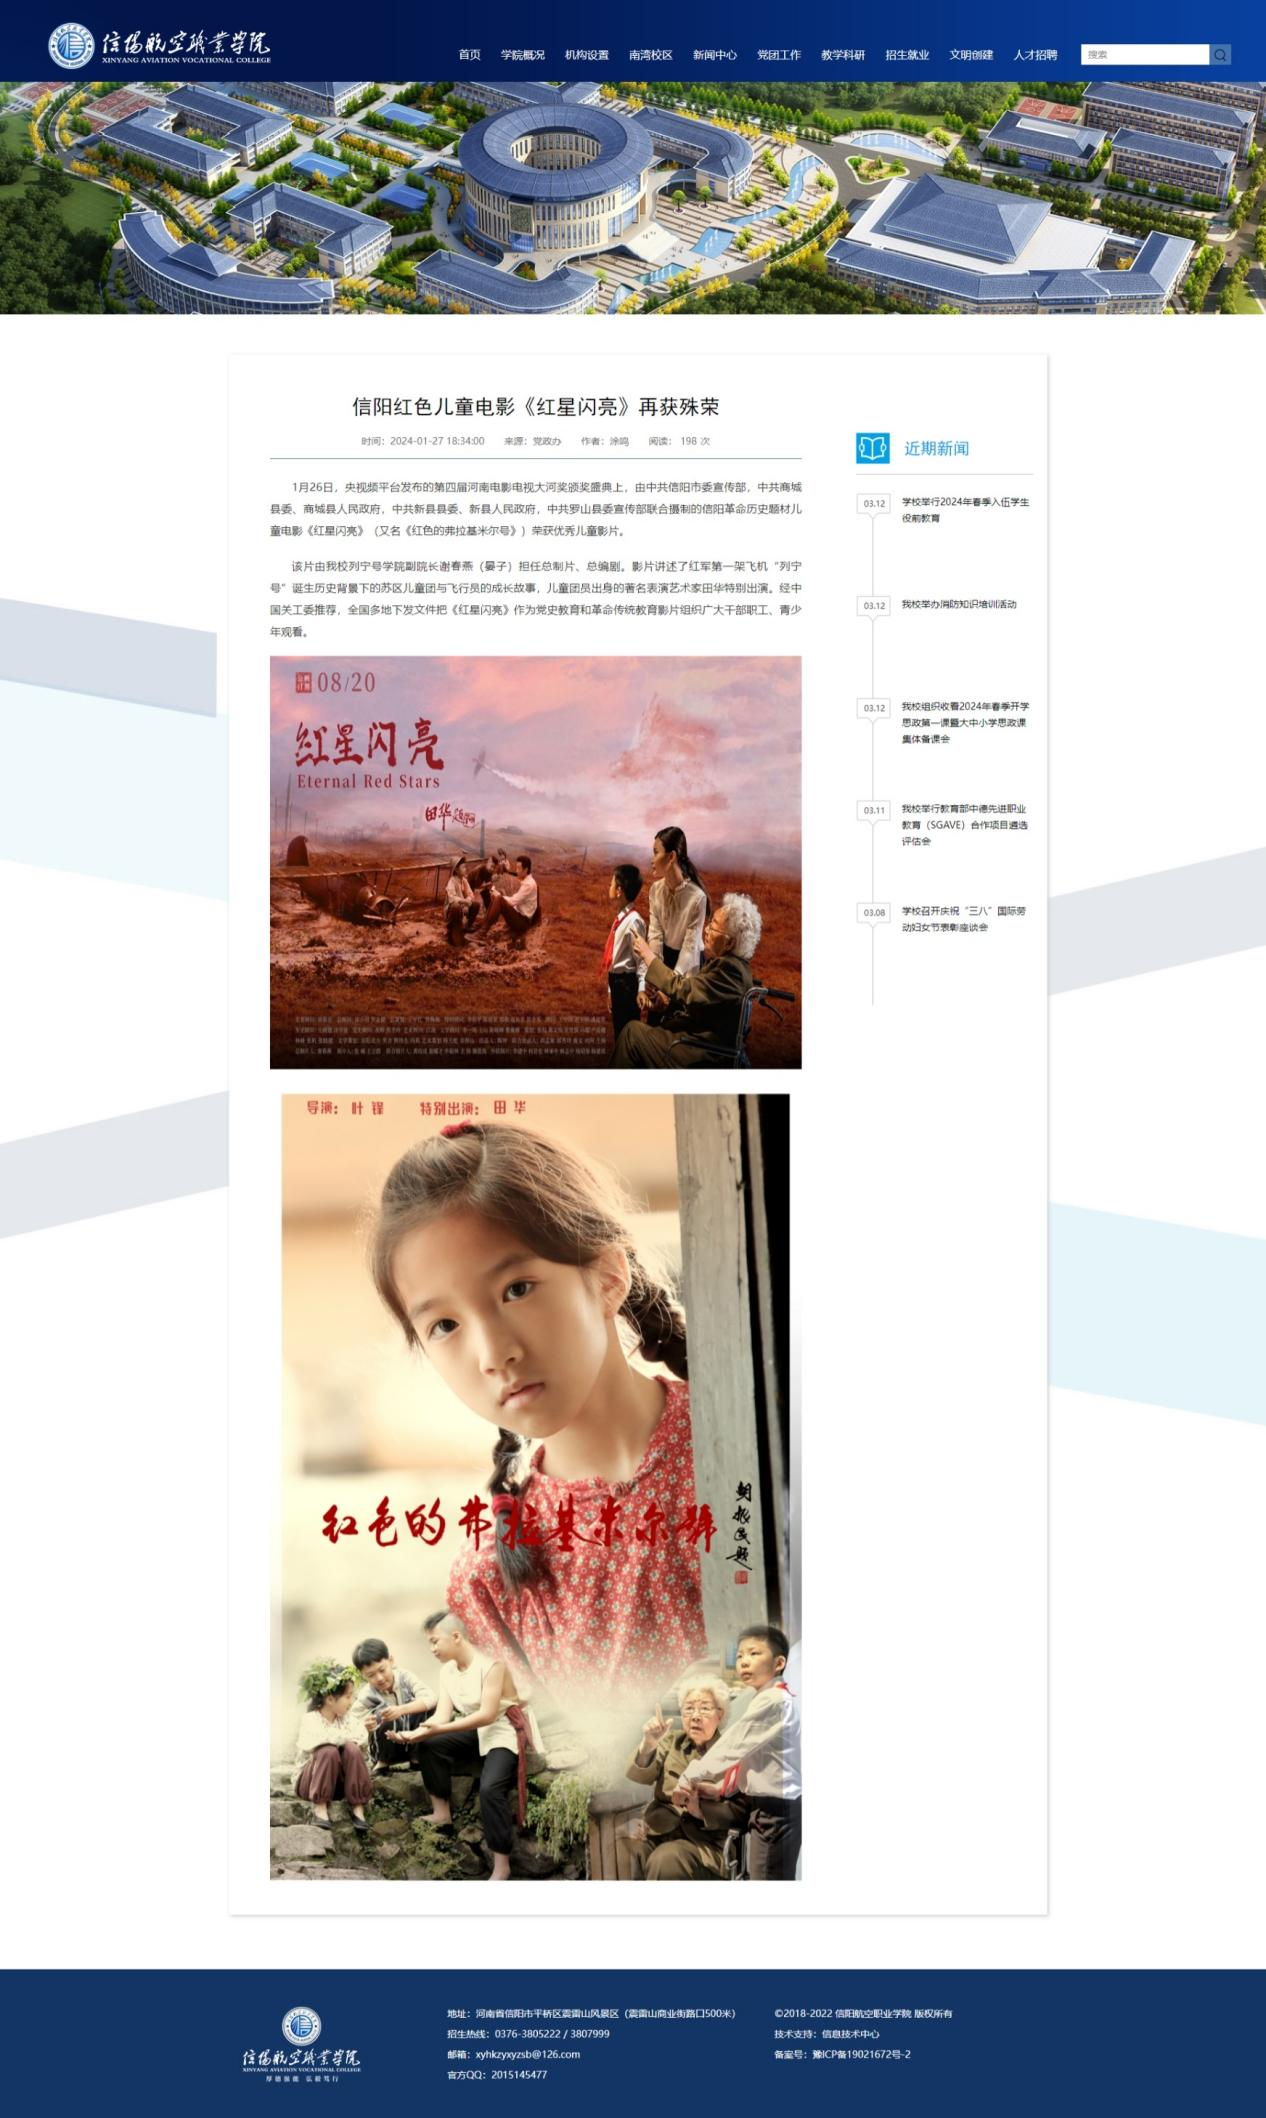 信阳航空职业学院
XINYANG AVIATION VOCATIONAL COLLEGE
首页 学院概况 机构设置 南湾校区 新闻中心 党团工作 教学科研 招生就业 文明创建 人才招聘 搜索
信阳红色儿童电影《红星闪亮》再获殊荣
时间：2024-01-27 18:34:00 来源：党政办 作者：涂鸣 阅读： 198 次
1月26日，央视频平台发布的第四届河南电影电视大河奖颁奖盛典上，由中共信阳市委宣传部，中共商城
县委、商城县人民政府，中共新县县委、新县人民政府，中共罗山县委宣传部联合摄制的信阳革命历史题材儿
童电影《红星闪亮》（又名《红色的弗拉基米尔号》）荣获优秀儿童影片。
该片由我校列宁号学院副院长谢春燕（晏子）担任总制片、总编剧。影片讲述了红军第一架飞机“列宁
号”诞生历史背景下的苏区儿童团与飞行员的成长故事，儿童团员出身的著名表演艺术家田华特别出演。经中
国关工委推荐，全国多地下发文件把《红星闪亮》作为党史教育和革命传统教育影片组织广大干部职工、青少
年观看。
08/20
红星闪亮
Eternal Red Stars
田华题
导演：叶锋 特别出演：田华
红色的弗拉基米尔号
胡振民题
近期新闻
03.12 学校举行2024年春季入伍学生
役前教育
03.12 我校举办消防知识培训活动
03.12 我校组织收看2024年春季开学
思政第一课暨大中小学思政课
集体备课会
03.11 我校举行教育部中德先进职业
教育（SGAVE）合作项目遴选
评估会
03.08 学校召开庆祝“三八”国际劳
动妇女节表彰座谈会
信阳航空职业学院
XINYANG AVIATION VOCATIONAL COLLEGE
厚德强能 弘毅笃行
地址：河南省信阳市平桥区震雷山风景区（震雷山商业街路口500米）
招生热线：0376-3805222 / 3807999
邮箱：xyhkzyxyzsb@126.com
官方QQ：2015145477
©2018-2022 信阳航空职业学院 版权所有
技术支持：信息技术中心
备案号：豫ICP备19021672号-2